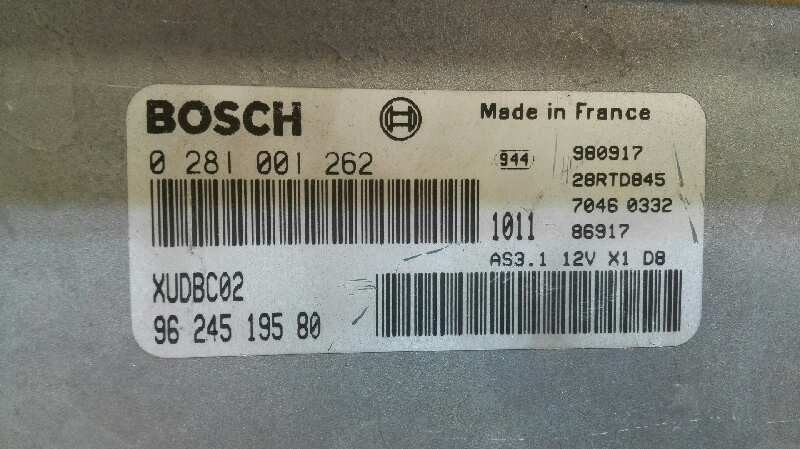 BOSCH
Made in France
0 281 001 262
944
980917
28RTD845
7046 0332
1011
86917
AS3.1 12V X1 D8
XUDBC02
96 245 195 80